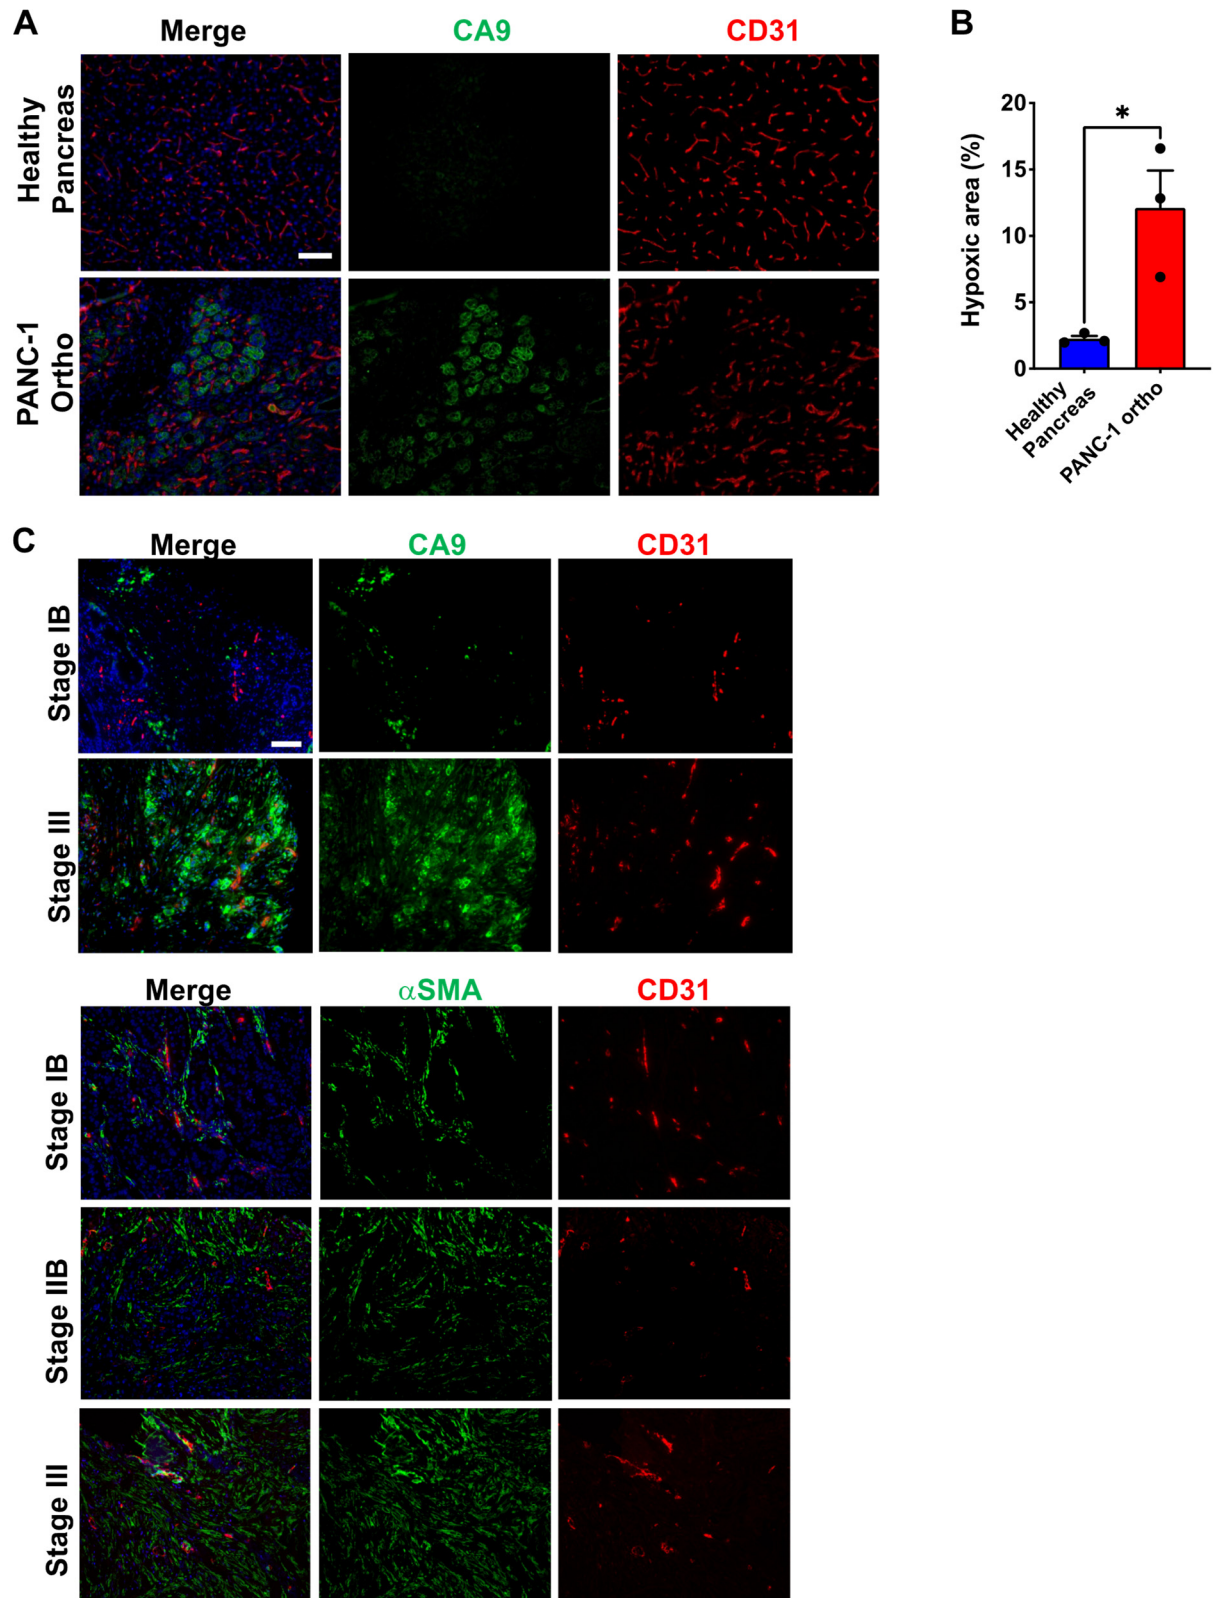 A
Merge
CA9
CD31
Healthy
Pancreas
PANC-1
Ortho
B
Hypoxic area (%)
20
15
10
5
0
*
Healthy
Pancreas
PANC-1 ortho
C
Merge
CA9
CD31
Stage IB
Stage III
Merge
αSMA
CD31
Stage IB
Stage IIB
Stage III